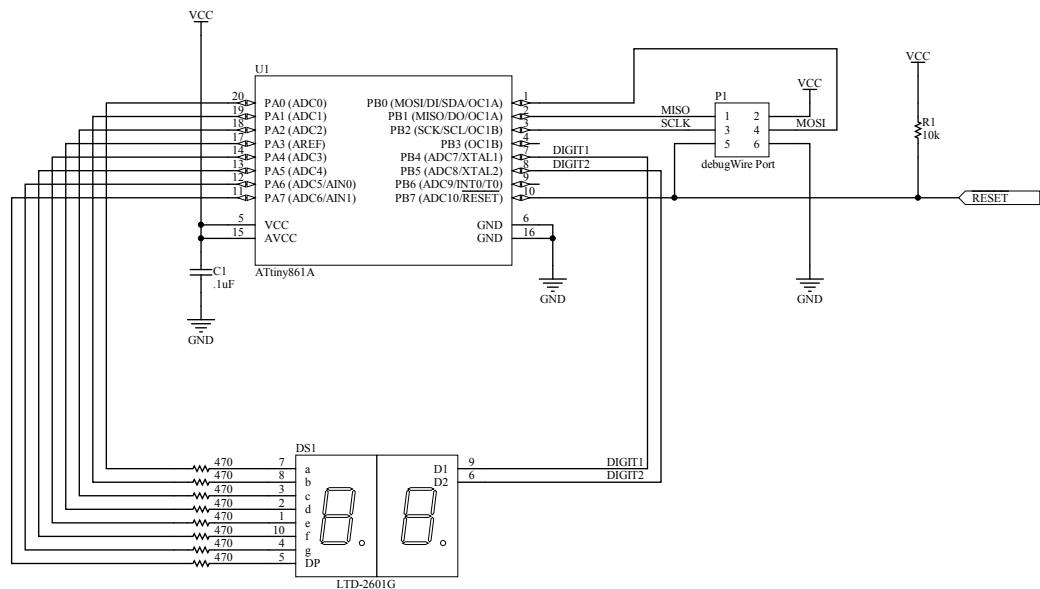 VCC
U1
20 PA0 (ADC0) PB0 (MOSI/DI/SDA/OC1A) 1
19 PA1 (ADC1) PB1 (MISO/DO/OC1A) 2
18 PA2 (ADC2) PB2 (SCK/SCL/OC1B) 3
17 PA3 (AREF) PB3 (OC1B) 4
14 PA4 (ADC3) PB4 (ADC7/XTAL1) 7
13 PA5 (ADC4) PB5 (ADC8/XTAL2) 8
12 PA6 (ADC5/AIN0) PB6 (ADC9/INT0/T0) 9
11 PA7 (ADC6/AIN1) PB7 (ADC10/RESET) 10
5 VCC GND 6
15 AVCC GND 16
ATtiny861A
C1
.1uF
GND
GND
DIGIT1
DIGIT2
MISO
SCLK
P1
VCC
1 2
3 4 MOSI
5 6
debugWire Port
GND
VCC
R1
10k
RESET
DS1
470 7 a D1 9 DIGIT1
470 8 b D2 6 DIGIT2
470 3 c
470 2 d
470 1 e
470 10 f
470 4 g
470 5 DP
LTD-2601G